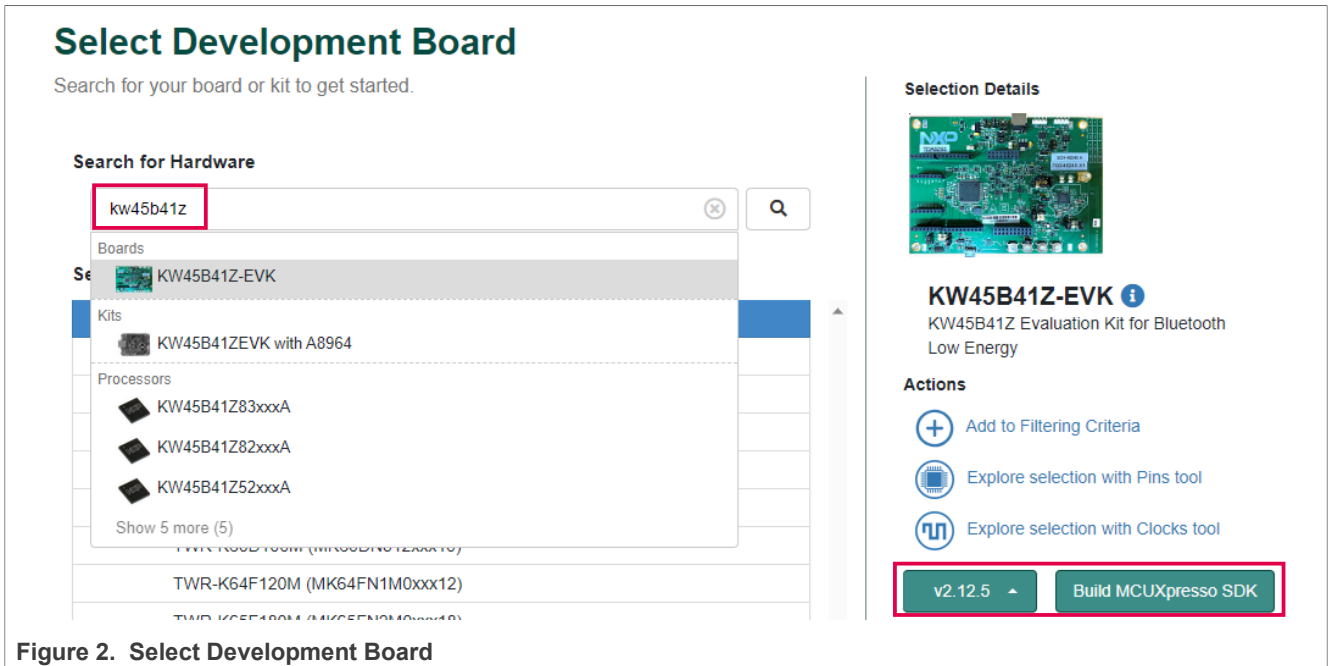 Select Development Board
Search for your board or kit to get started.
Search for Hardware
kw45b41z
Boards
Se
KW45B41Z-EVK
Kits
KW45B41ZEVK with A8964
Processors
KW45B41Z83xxxA
KW45B41Z82xxxA
KW45B41Z52xxxA
Show 5 more (5)
TWR-K64F120M (MK64FN1M0xxx12)
Selection Details
NXP
KW45B41Z-EVK
KW45B41Z Evaluation Kit for Bluetooth
Low Energy
Actions
Add to Filtering Criteria
Explore selection with Pins tool
Explore selection with Clocks tool
v2.12.5
Build MCUXpresso SDK
Figure 2. Select Development Board